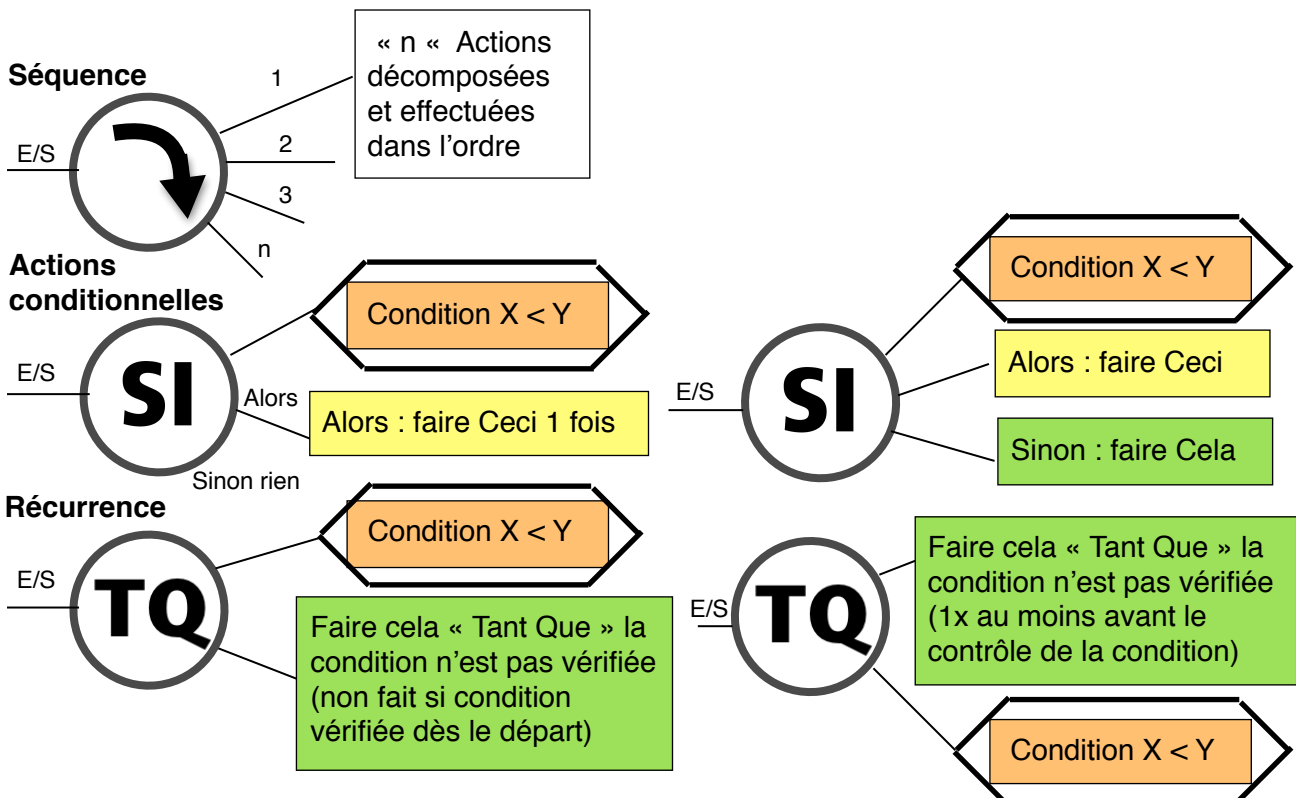 Séquence
E/S
1
2
3
n
« n «  Actions
décomposées
et effectuées
dans l'ordre
Actions
conditionnelles
E/S
SI
Condition X < Y
Alors
Alors : faire Ceci 1 fois
Sinon rien
E/S
SI
Condition X < Y
Alors : faire Ceci
Sinon : faire Cela
Récurrence
E/S
TQ
Condition X < Y
Faire cela « Tant Que » la
condition n'est pas vérifiée
(non fait si condition
vérifiée dès le départ)
E/S
TQ
Faire cela « Tant Que » la
condition n'est pas vérifiée
(1x au moins avant le
contrôle de la condition)
Condition X < Y